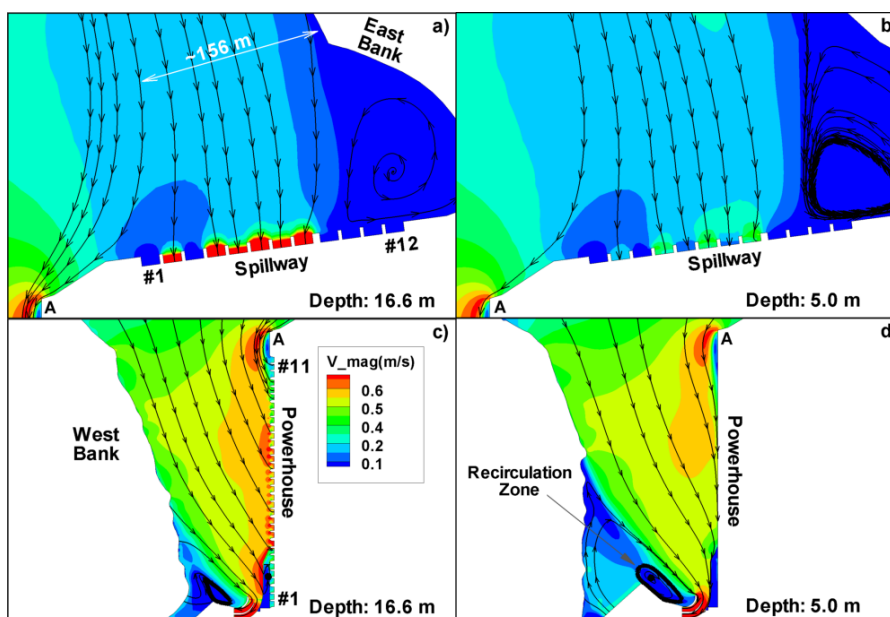 East
Bank
a)
~156 m
#1
Spillway
#12
A
Depth: 16.6 m
b)
Spillway
A
Depth: 5.0 m
c)
A
#11
V_mag(m/s)
0.6
0.5
0.4
0.2
0.1
West
Bank
Powerhouse
#1
Depth: 16.6 m
d)
A
Recirculation
Zone
Powerhouse
Depth: 5.0 m